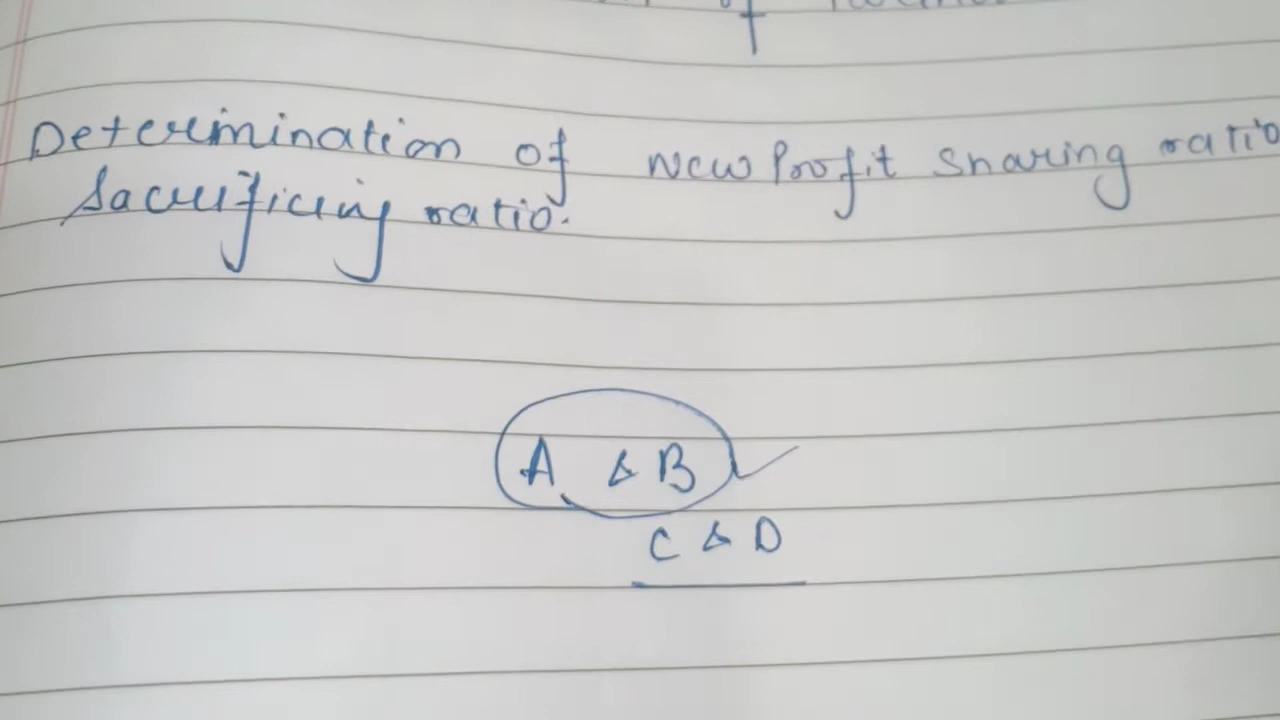 Determination of New Profit Sharing ratio
Sacrificing ratio.
A & B
C & D